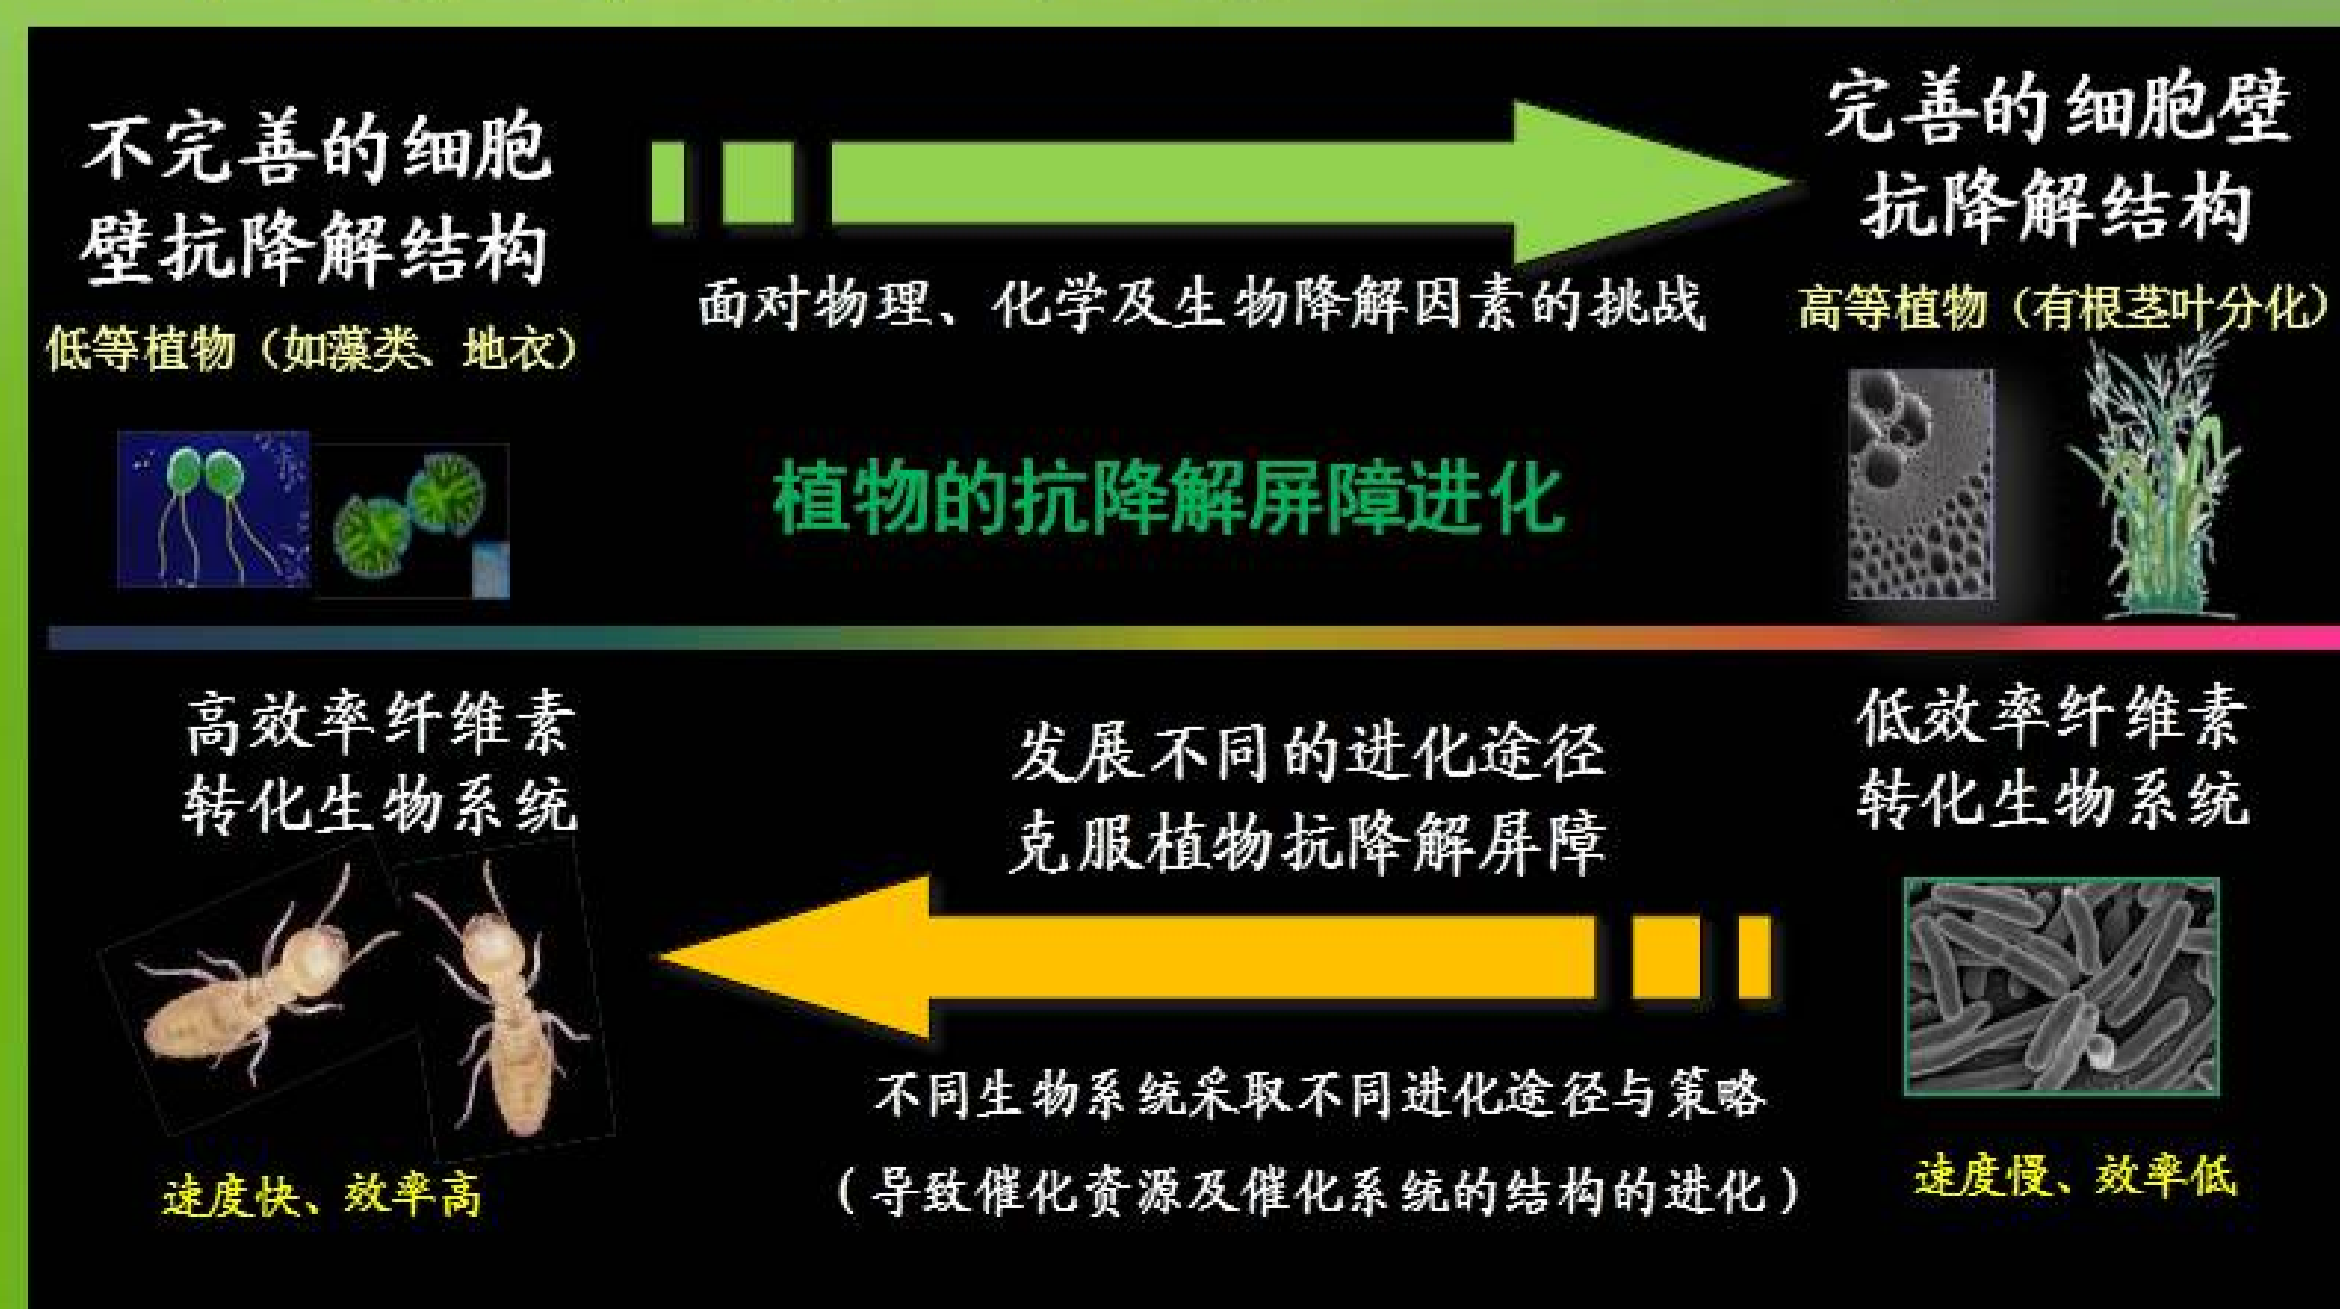 不完善的细胞
壁抗降解结构
低等植物（如藻类、地衣）
面对物理、化学及生物降解因素的挑战
完善的细胞壁
抗降解结构
高等植物（有根茎叶分化）
植物的抗降解屏障进化
高效率纤维素
转化生物系统
速度快、效率高
发展不同的进化途径
克服植物抗降解屏障
不同生物系统采取不同进化途径与策略
（导致催化资源及催化系统的结构的进化）
低效率纤维素
转化生物系统
速度慢、效率低